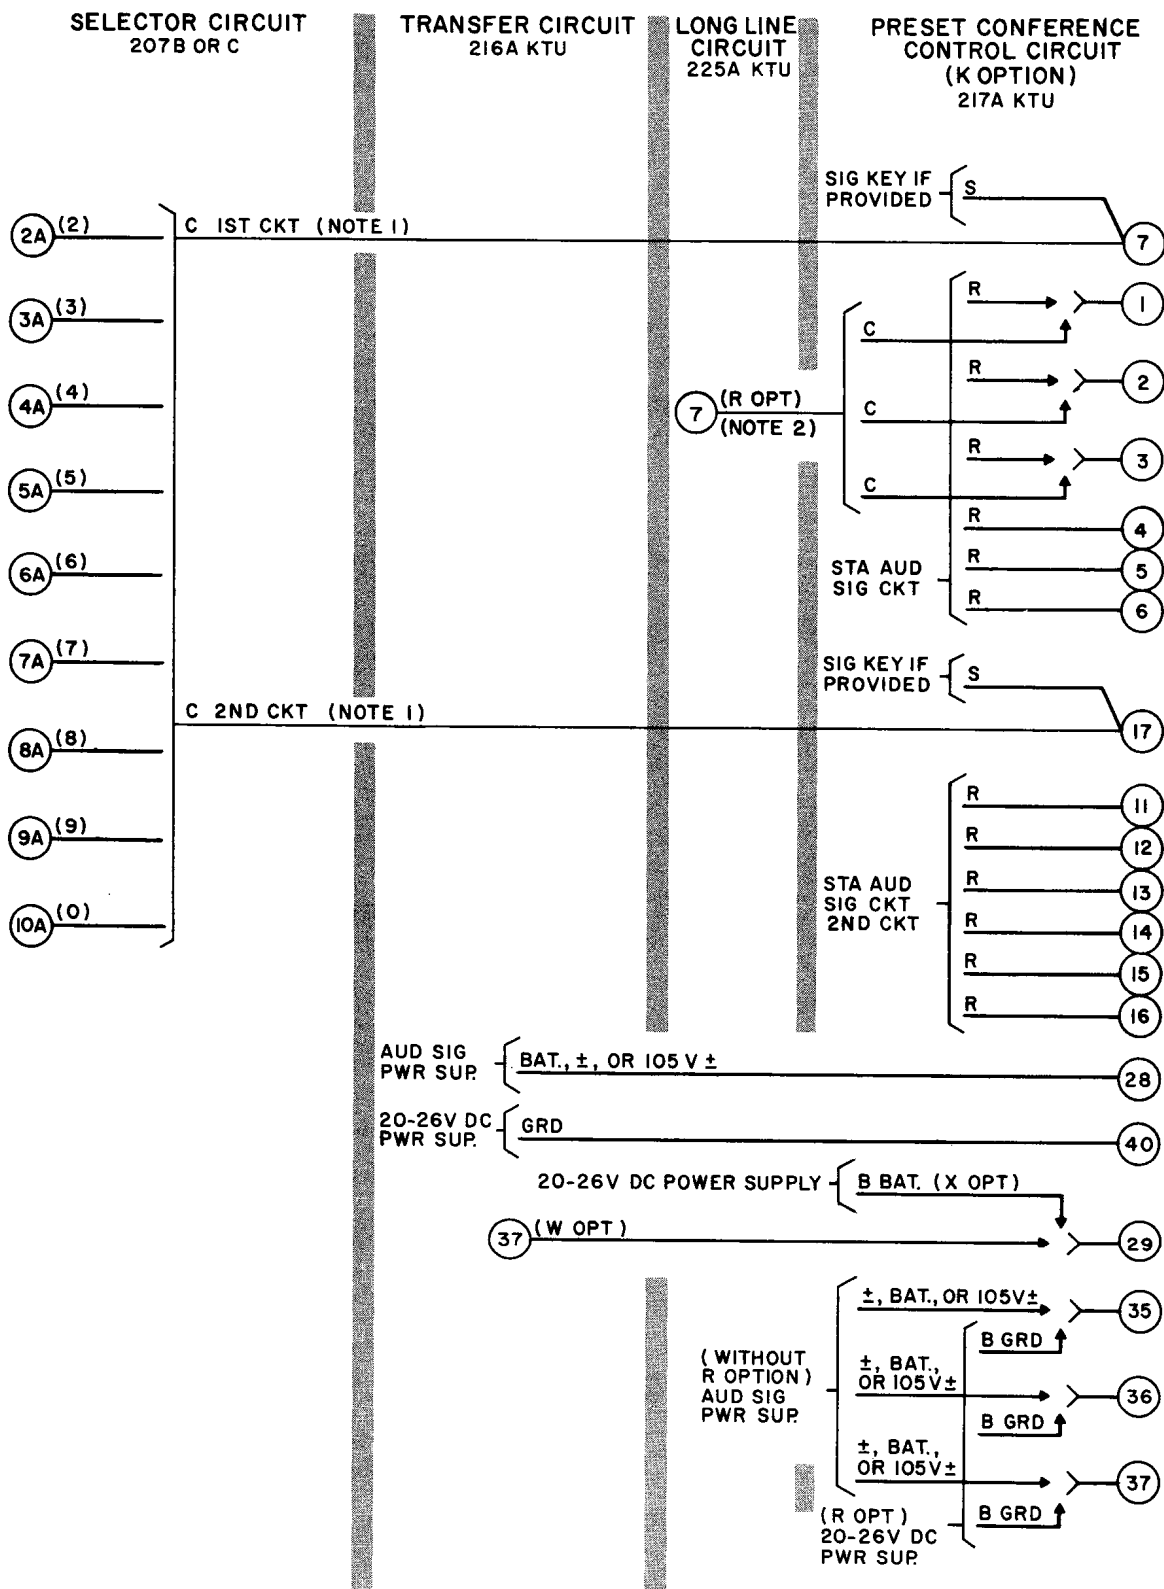 SELECTOR CIRCUIT
207B OR C
TRANSFER CIRCUIT
216A KTU
LONG LINE
CIRCUIT
225A KTU
PRESET CONFERENCE
CONTROL CIRCUIT
(K OPTION)
217A KTU
SIG KEY IF
PROVIDED
S
2A (2)
C 1ST CKT (NOTE 1)
7
3A (3)
R
1
C
4A (4)
R
2
7 (R OPT)
(NOTE 2)
C
R
3
5A (5)
C
R
4
6A (6)
STA AUD
SIG CKT
R
5
R
6
7A (7)
SIG KEY IF
PROVIDED
S
C 2ND CKT (NOTE 1)
17
8A (8)
R
11
9A (9)
R
12
STA AUD
SIG CKT
2ND CKT
R
13
10A (0)
R
14
R
15
R
16
AUD SIG
PWR SUP.
BAT., ±, OR 105 V ±
28
20-26V DC
PWR SUP.
GRD
40
20-26V DC POWER SUPPLY
B BAT. (X OPT)
37 (W OPT)
29
±, BAT., OR 105V±
35
B GRD
(WITHOUT
R OPTION)
AUD SIG
PWR SUP.
±, BAT.,
OR 105V±
36
B GRD
±, BAT.,
OR 105V±
37
B GRD
(R OPT)
20-26V DC
PWR SUP.